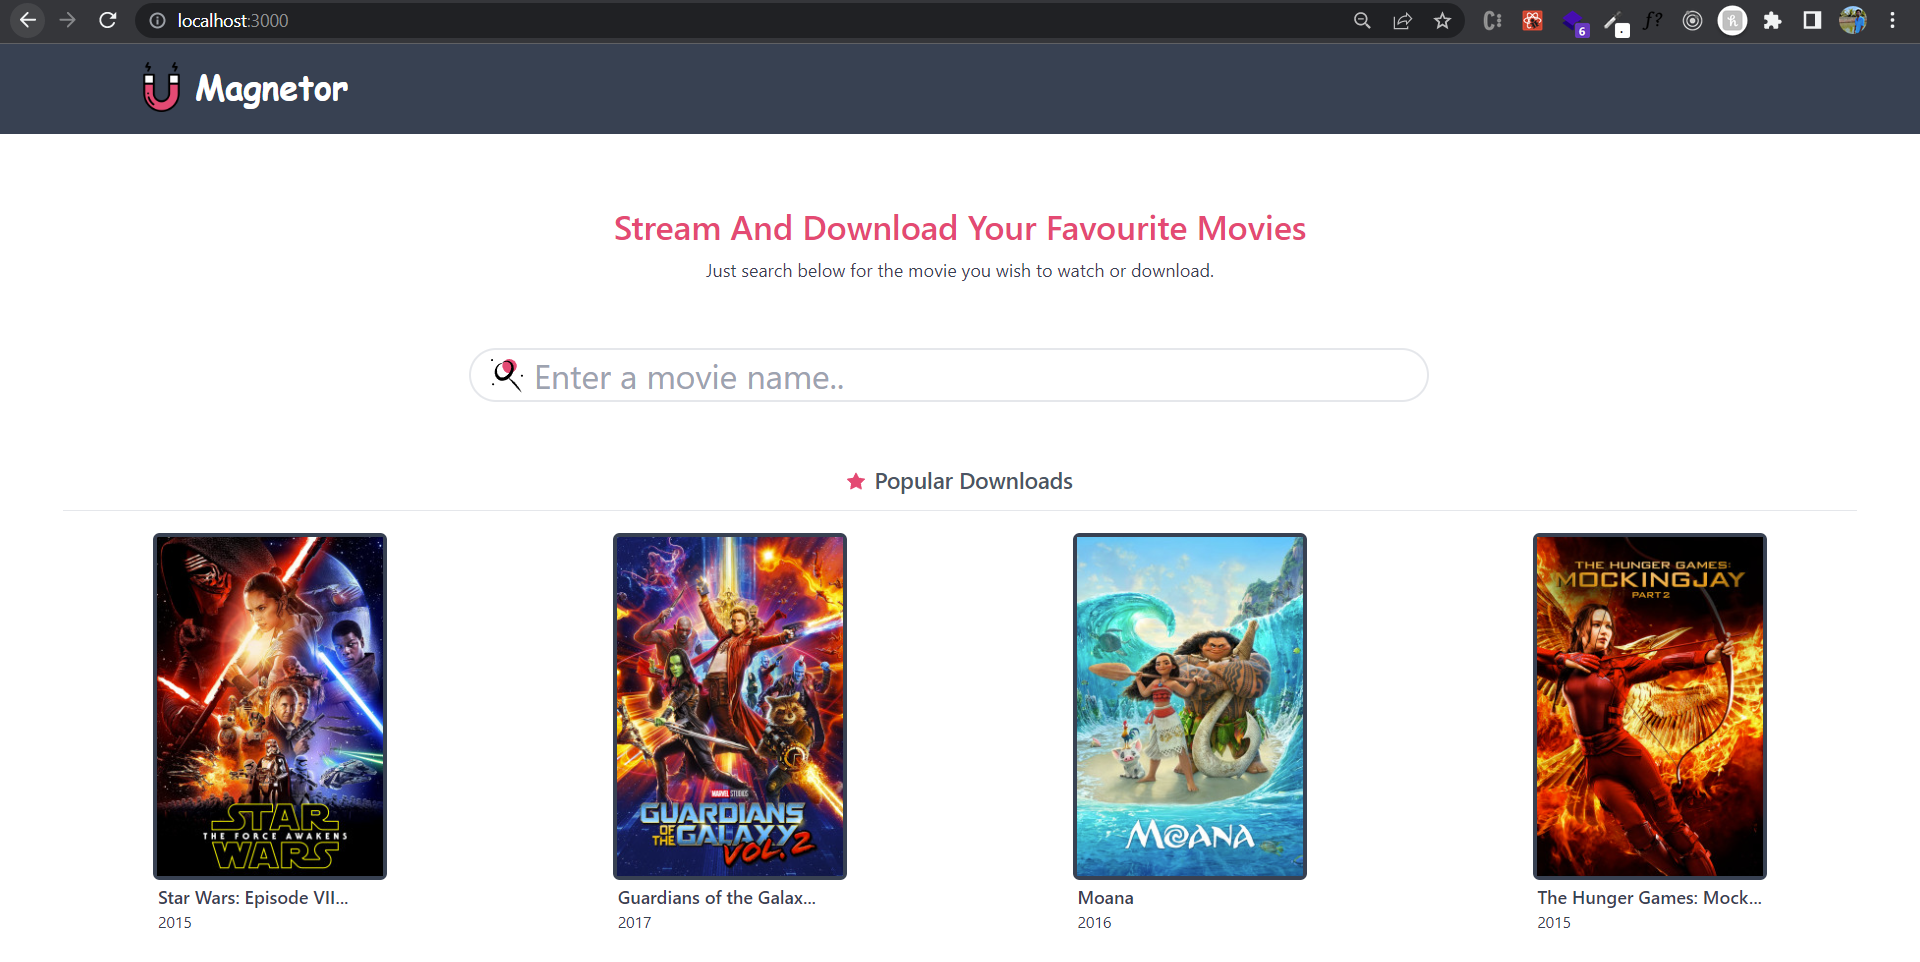 localhost:3000
6
f?
Magnetor
Stream And Download Your Favourite Movies
Just search below for the movie you wish to watch or download.
Enter a movie name..
Popular Downloads
STAR
THE FORCE AWAKENS
WARS
MARVEL STUDIOS
GUARDIANS
OF THE GALAXY
VOL. 2
MOANA
THE HUNGER GAMES:
MOCKINGJAY
PART 2
Star Wars: Episode VII...
2015
Guardians of the Galax...
2017
Moana
2016
The Hunger Games: Mock...
2015